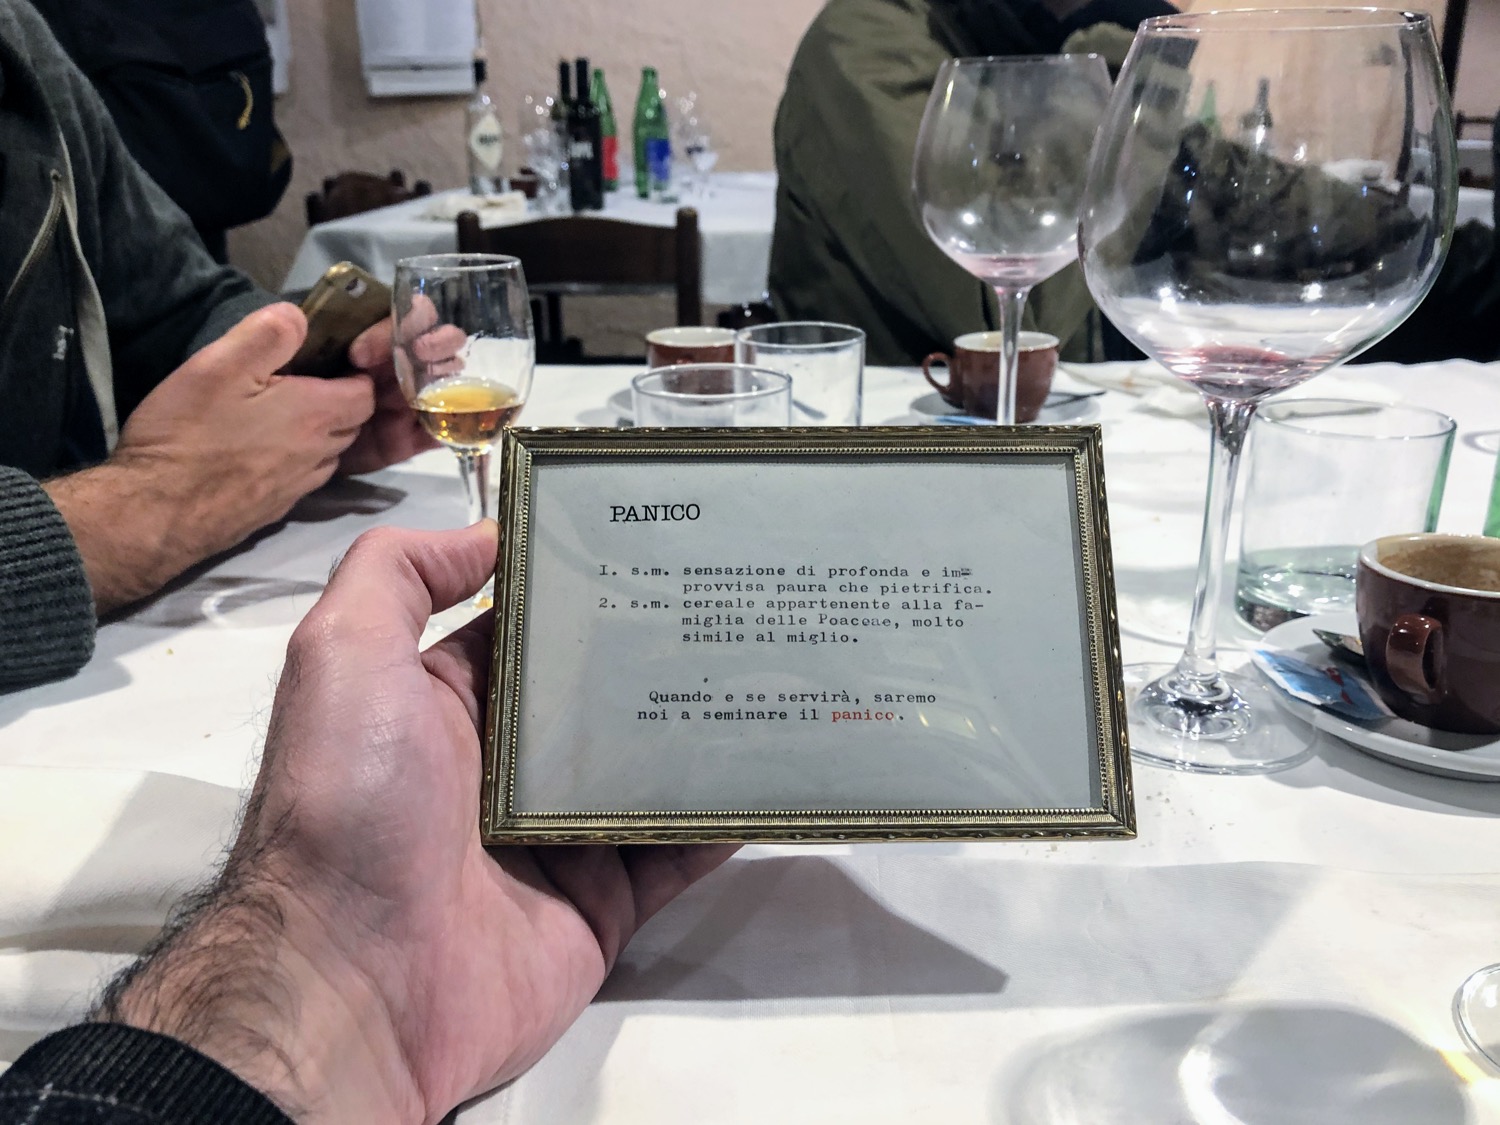 PANICO
1. s.m. sensazione di profonda e im=
provvisa paura che pietrifica.
2. s.m. cereale appartenente alla fa-
miglia delle Poaceae, molto
simile al miglio.
Quando e se servirà, saremo
noi a seminare il panico.